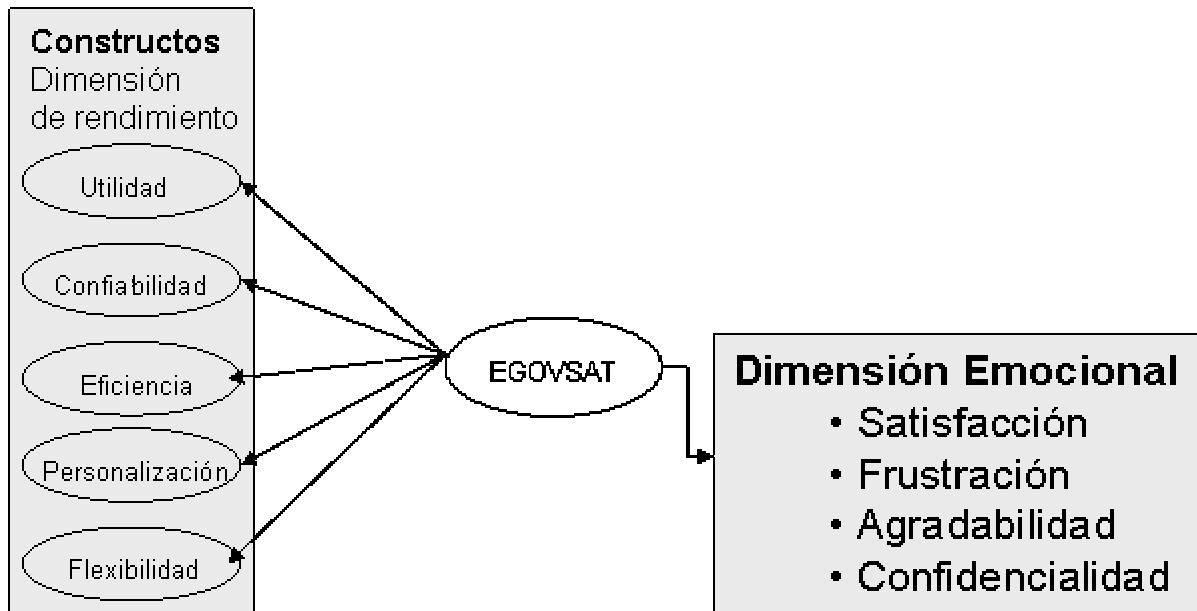 Constructos
Dimensión
de rendimiento
Utilidad
Confiabilidad
Eficiencia
Personalización
Flexibilidad
EGOVSAT
Dimensión Emocional
• Satisfacción
• Frustración
• Agradabilidad
• Confidencialidad